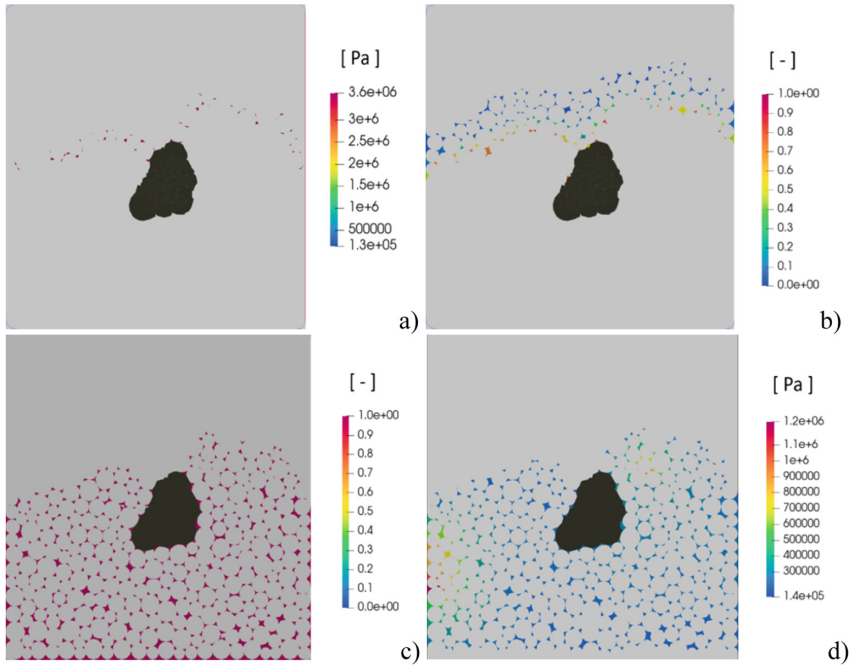 [ Pa ]
3.6e+06
3e+6
2.5e+6
2e+6
1.5e+6
1e+6
500000
1.3e+05
a)
[ - ]
1.0e+00
0.9
0.8
0.7
0.6
0.5
0.4
0.3
0.2
0.1
0.0e+00
b)
[ - ]
1.0e+00
0.9
0.8
0.7
0.6
0.5
0.4
0.3
0.2
0.1
0.0e+00
c)
[ Pa ]
1.2e+06
1.1e+6
1e+6
900000
800000
700000
600000
500000
400000
300000
1.4e+05
d)